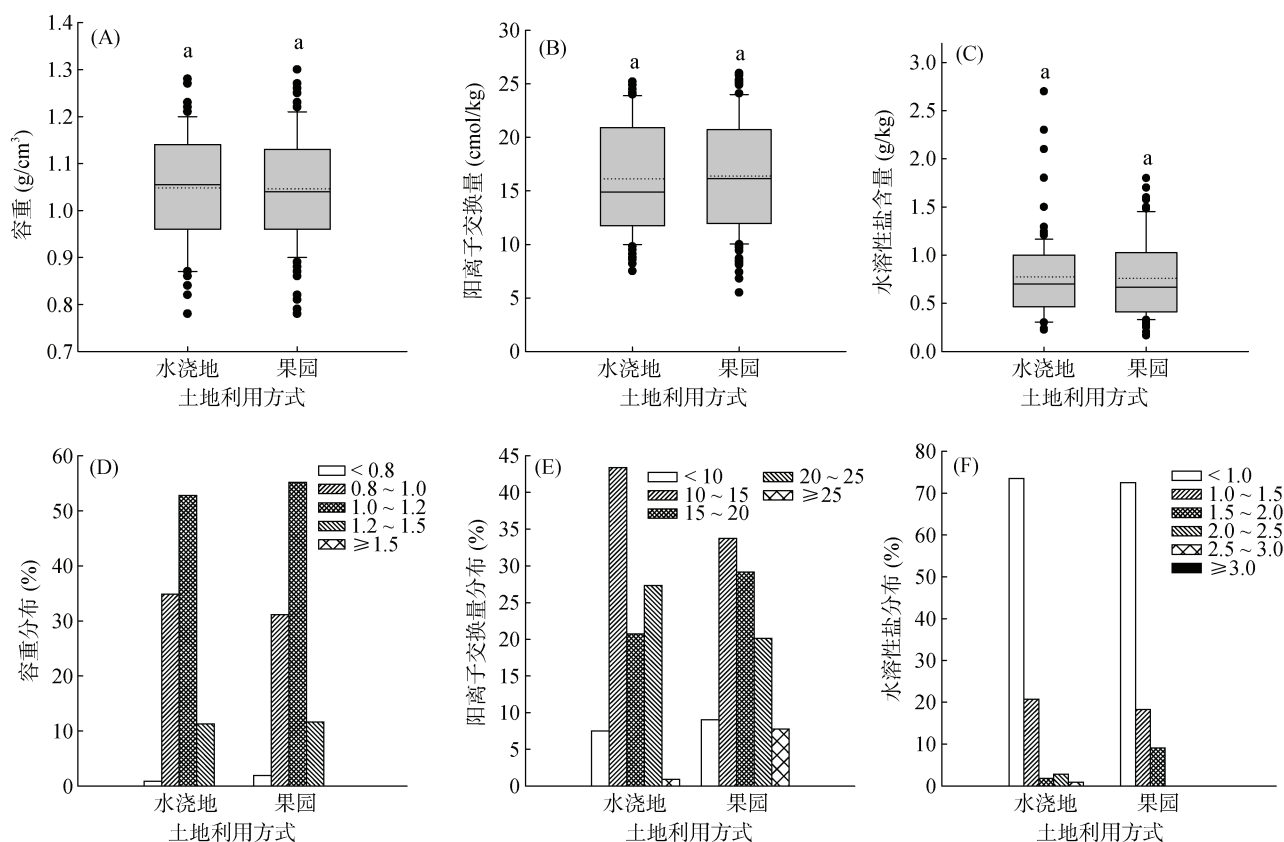 (A)
a
a
容重 (g/cm³)
1.4
1.3
1.2
1.1
1.0
0.9
0.8
0.7
水浇地
果园
土地利用方式
(B)
a
a
阳离子交换量 (cmol/kg)
30
25
20
15
10
5
0
水浇地
果园
土地利用方式
(C)
a
a
水溶性盐含量 (g/kg)
3.0
2.5
2.0
1.5
1.0
0.5
0.0
水浇地
果园
土地利用方式
(D)
容重分布 (%)
60
50
40
30
20
10
0
< 0.8
0.8 ~ 1.0
1.0 ~ 1.2
1.2 ~ 1.5
≥1.5
水浇地
果园
土地利用方式
(E)
阳离子交换量分布 (%)
45
40
35
30
25
20
15
10
5
0
< 10
10 ~ 15
15 ~ 20
20 ~ 25
≥25
水浇地
果园
土地利用方式
(F)
水溶性盐分布 (%)
80
70
70
60
50
40
30
20
10
0
< 1.0
1.0 ~ 1.5
1.5 ~ 2.0
2.0 ~ 2.5
2.5 ~ 3.0
≥3.0
水浇地
果园
土地利用方式